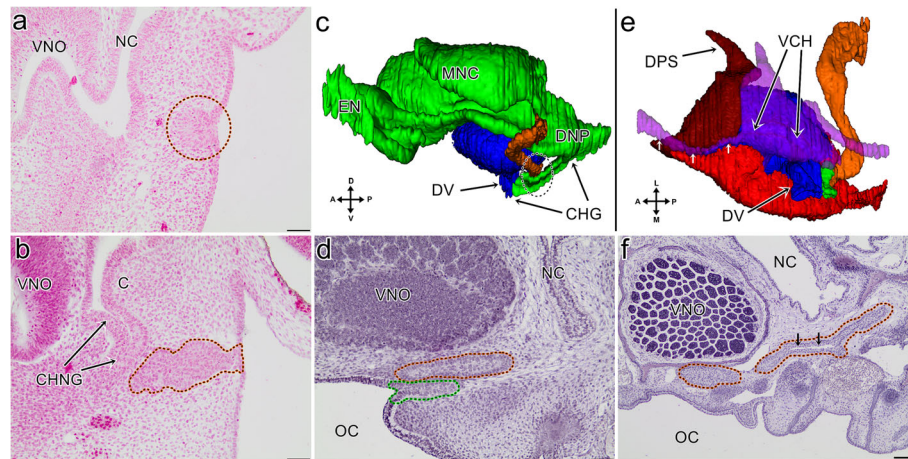 a
VNO
NC
b
VNO
C
CHNG
c
MNC
EN
DNP
DV
CHG
D
A P
V
d
NC
VNO
OC
e
VCH
DPS
DV
L
A P
M
f
NC
VNO
OC